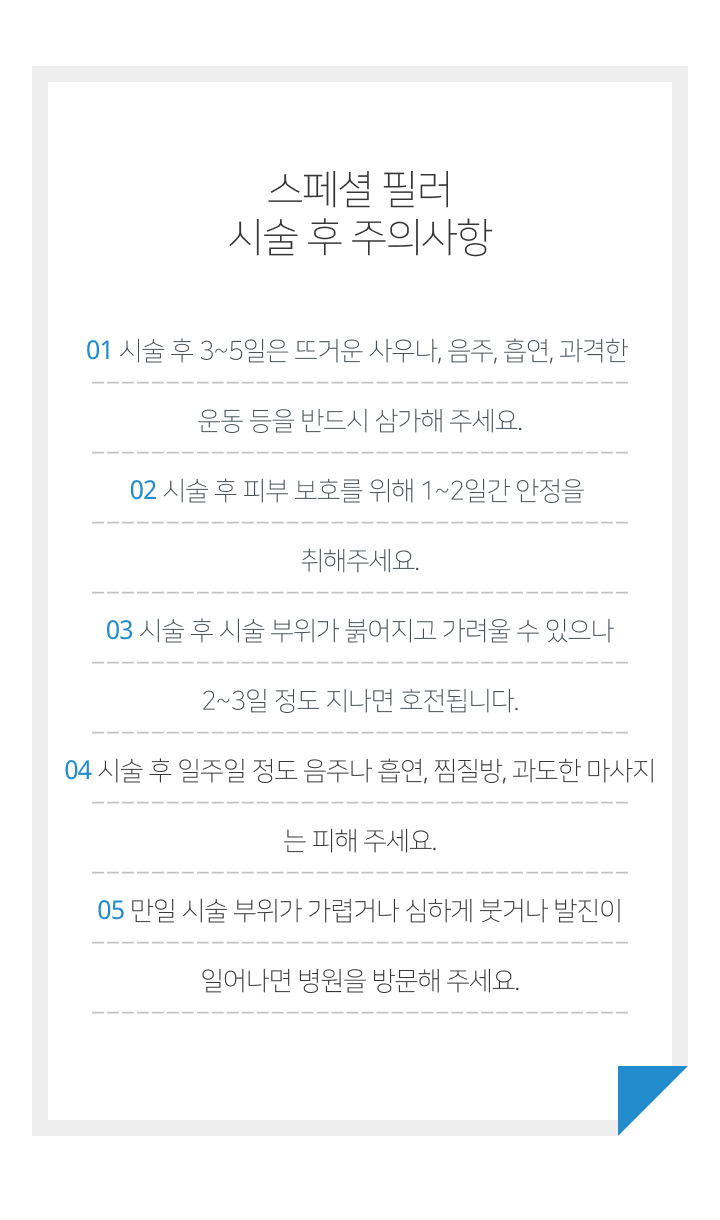 스페셜 필러
시술 후 주의사항
01 시술 후 3~5일은 뜨거운 사우나, 음주, 흡연, 과격한
운동 등을 반드시 삼가해 주세요.
02 시술 후 피부 보호를 위해 1~2일간 안정을
취해주세요.
03 시술 후 시술 부위가 붉어지고 가려울 수 있으나
2~3일 정도 지나면 호전됩니다.
04 시술 후 일주일 정도 음주나 흡연, 찜질방, 과도한 마사지
는 피해 주세요.
05 만일 시술 부위가 가렵거나 심하게 붓거나 발진이
일어나면 병원을 방문해 주세요.